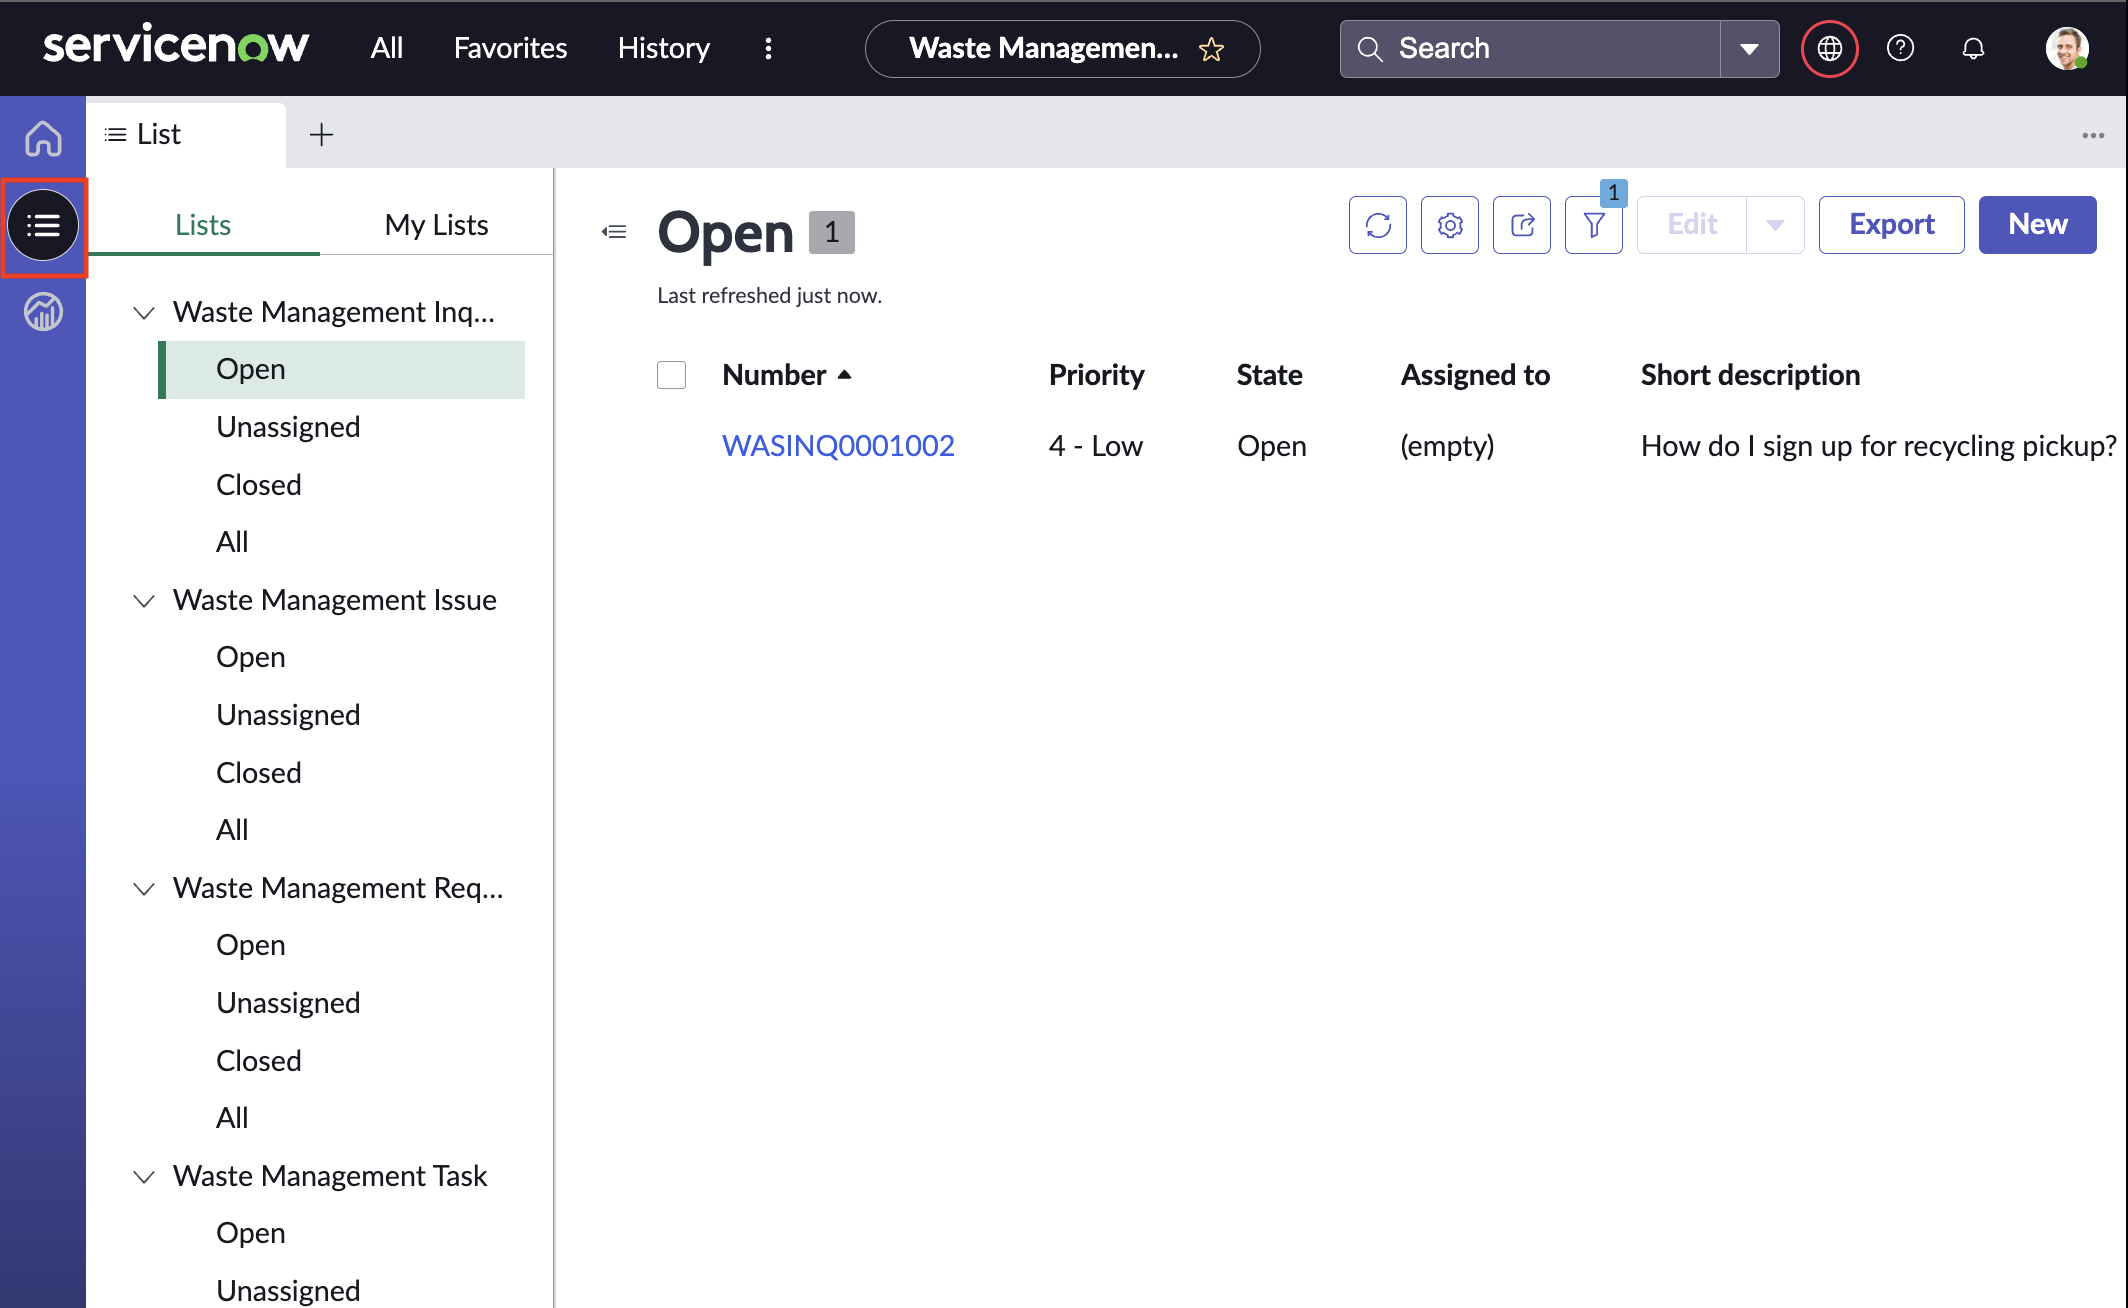 servicenow
All
Favorites
History
Waste Managemen...
Search
List
Lists
My Lists
Waste Management Inq...
Open
Unassigned
Closed
All
Waste Management Issue
Open
Unassigned
Closed
All
Waste Management Req...
Open
Unassigned
Closed
All
Waste Management Task
Open
Unassigned
Open 1
Last refreshed just now.
1
Edit
Export
New
Number Priority State Assigned to Short description
WASINQ0001002 4 - Low Open (empty) How do I sign up for recycling pickup?